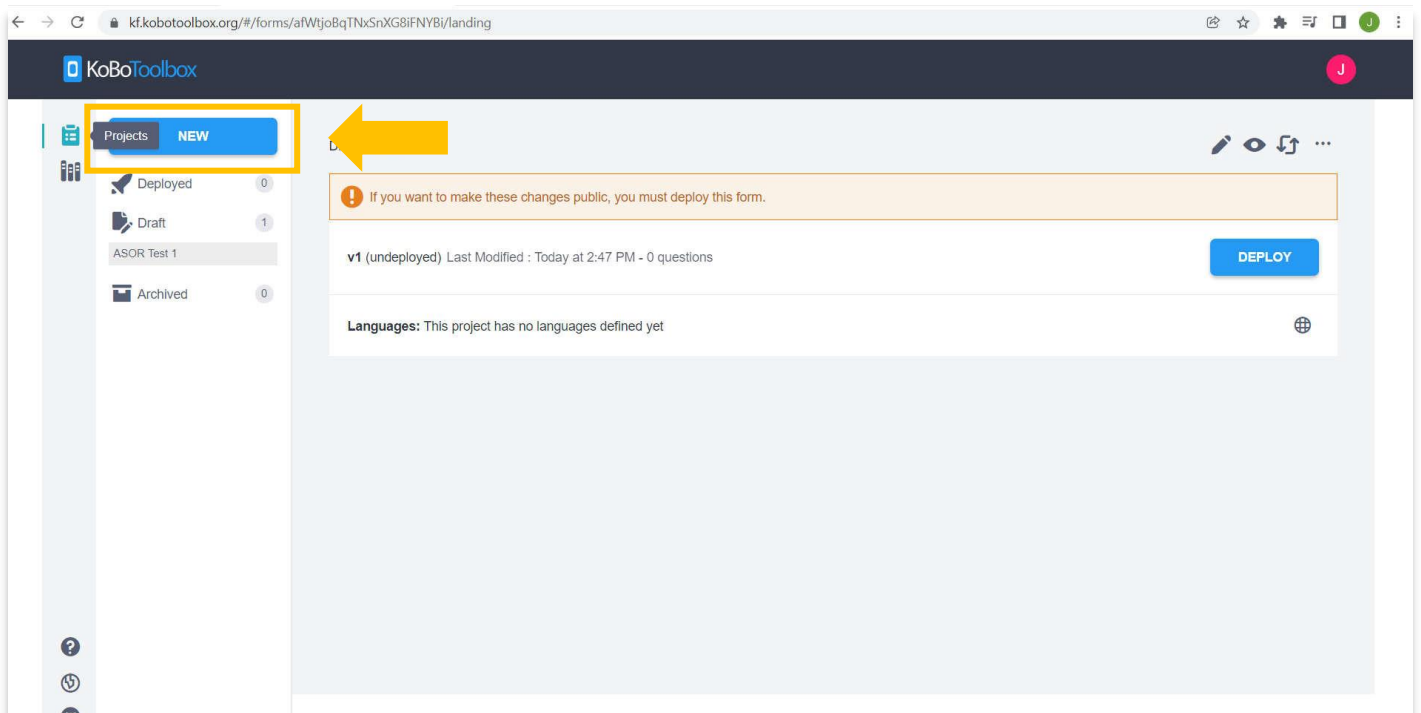 kf.kobotoolbox.org/#/forms/afWtjoBqTNxSnXG8iFNYBi/landing
J
KoBoToolbox
J
Projects NEW
Deployed 0
Draft 1
ASOR Test 1
Archived 0
If you want to make these changes public, you must deploy this form.
v1 (undeployed) Last Modified : Today at 2:47 PM - 0 questions
DEPLOY
Languages: This project has no languages defined yet